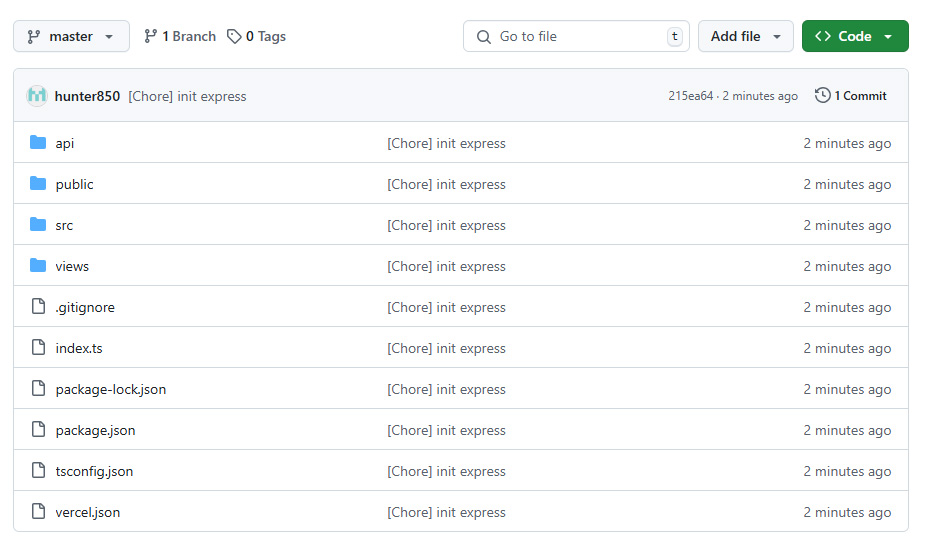 master 1 Branch 0 Tags Go to file t Add file Code
hunter850 [Chore] init express 215ea64 · 2 minutes ago 1 Commit
api [Chore] init express 2 minutes ago
public [Chore] init express 2 minutes ago
src [Chore] init express 2 minutes ago
views [Chore] init express 2 minutes ago
.gitignore [Chore] init express 2 minutes ago
index.ts [Chore] init express 2 minutes ago
package-lock.json [Chore] init express 2 minutes ago
package.json [Chore] init express 2 minutes ago
tsconfig.json [Chore] init express 2 minutes ago
vercel.json [Chore] init express 2 minutes ago